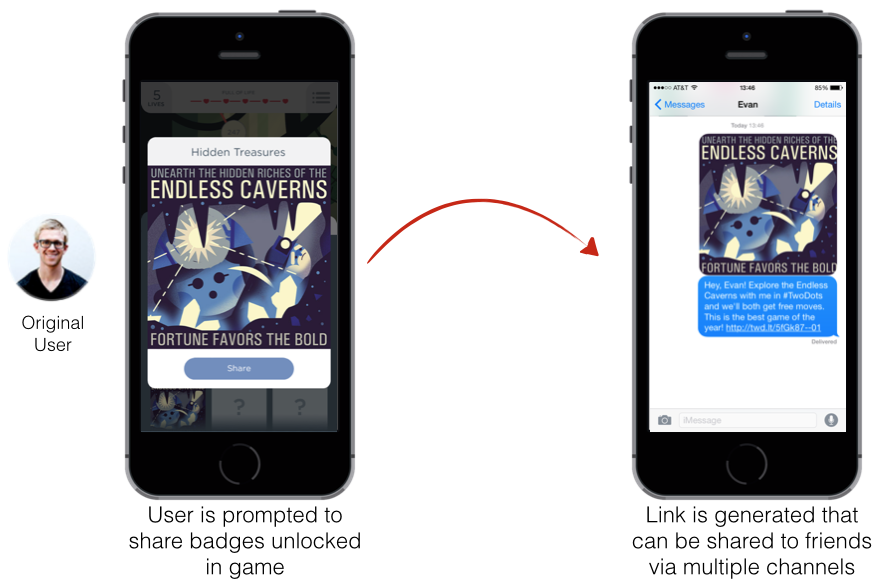 5
LIVES
Hidden Treasures
UNEARTH THE HIDDEN RICHES OF THE
ENDLESS CAVERNS
FORTUNE FAVORS THE BOLD
Share
? ?
Original
User
User is prompted to
share badges unlocked
in game
●●●○○ AT&T 13:46 85%
Messages Evan Details
Today 13:46
UNEARTH THE HIDDEN RICHES OF THE
ENDLESS CAVERNS
FORTUNE FAVORS THE BOLD
Hey, Evan! Explore the Endless
Caverns with me in #TwoDots
and we'll both get free moves.
This is the best game of the
year! http://twd.lt/5fGk87--01
Delivered
iMessage
Link is generated that
can be shared to friends
via multiple channels